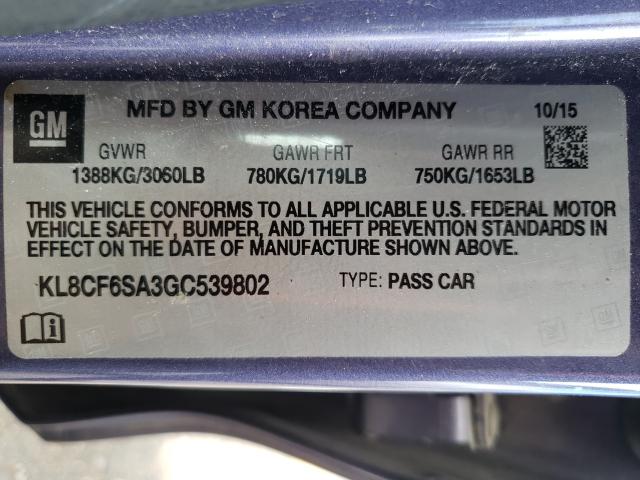 GM
MFD BY GM KOREA COMPANY 10/15
GVWR GAWR FRT GAWR RR
1388KG/3060LB 780KG/1719LB 750KG/1653LB
THIS VEHICLE CONFORMS TO ALL APPLICABLE U.S. FEDERAL MOTOR
VEHICLE SAFETY, BUMPER, AND THEFT PREVENTION STANDARDS IN
EFFECT ON THE DATE OF MANUFACTURE SHOWN ABOVE.
KL8CF6SA3GC539802 TYPE: PASS CAR